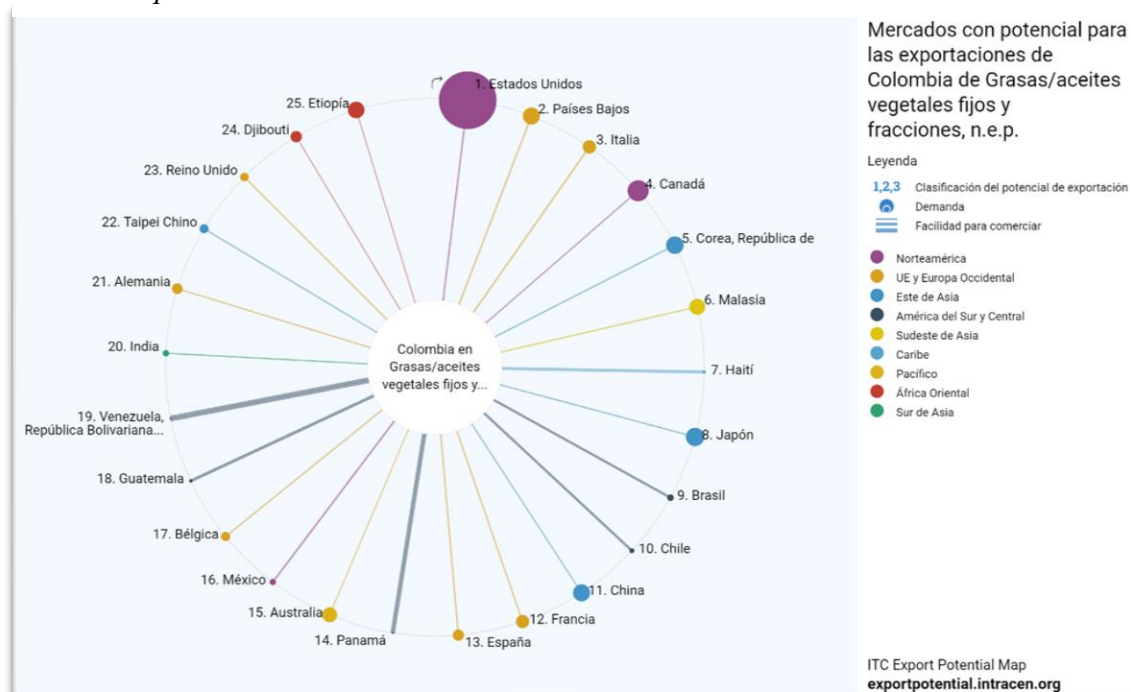 1. Estados Unidos
2. Países Bajos
3. Italia
4. Canadá
5. Corea, República de
6. Malasia
7. Haití
8. Japón
9. Brasil
10. Chile
11. China
12. Francia
13. España
14. Panamá
15. Australia
16. México
17. Bélgica
18. Guatemala
19. Venezuela,
República Bolivariana...
20. India
21. Alemania
22. Taipei Chino
23. Reino Unido
24. Djibouti
25. Etiopía
Colombia en
Grasas/aceites
vegetales fijos y...
Mercados con potencial para
las exportaciones de
Colombia de Grasas/aceites
vegetales fijos y
fracciones, n.e.p.
Leyenda
1,2,3 Clasificación del potencial de exportación
Demanda
Facilidad para comerciar
Norteamérica
UE y Europa Occidental
Este de Asia
América del Sur y Central
Sudeste de Asia
Caribe
Pacífico
África Oriental
Sur de Asia
ITC Export Potential Map
exportpotential.intracen.org